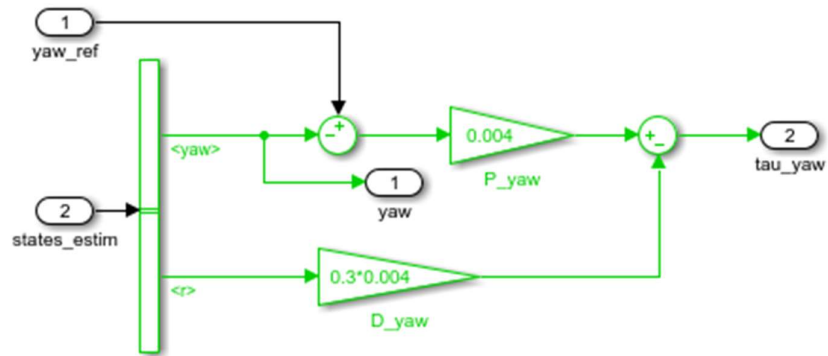 1
yaw_ref
<yaw>
-+
0.004
P_yaw
+-
2
tau_yaw
1
yaw
2
states_estim
<r>
0.3*0.004
D_yaw